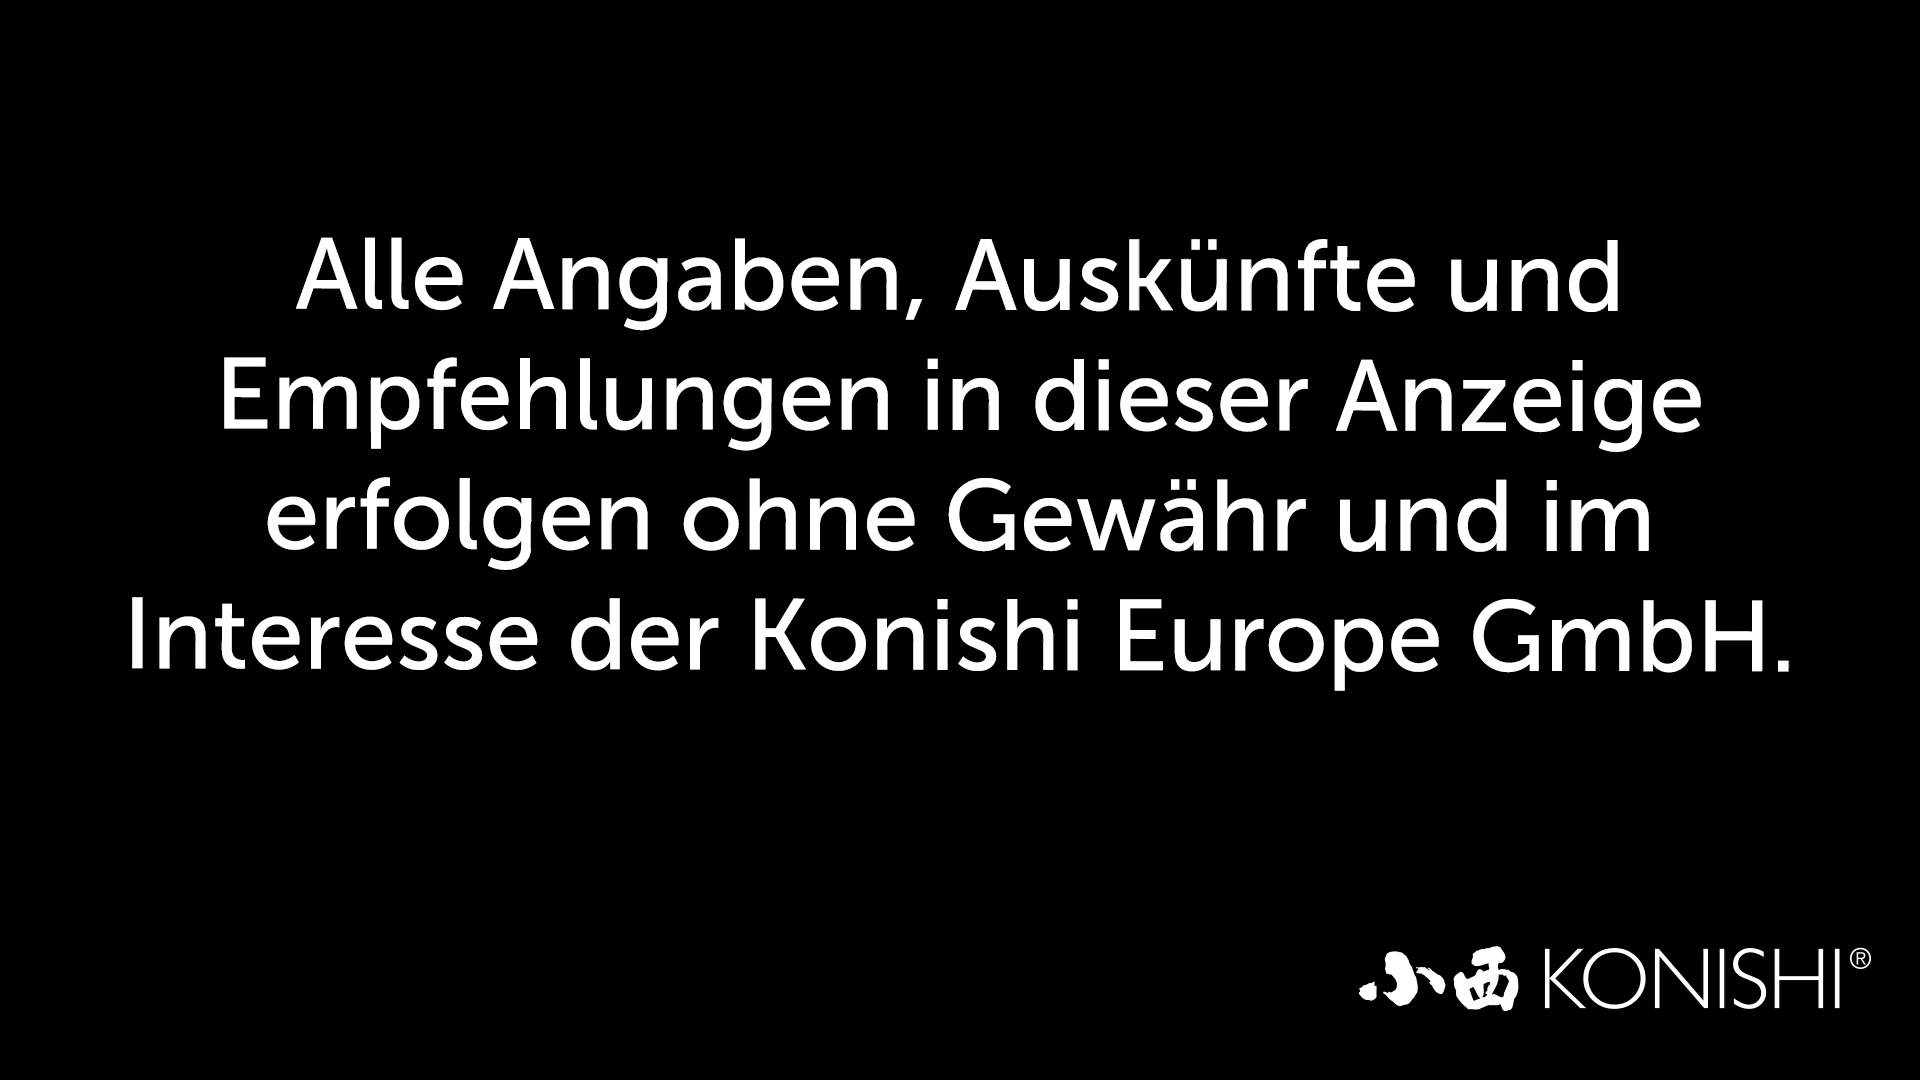 Alle Angaben, Auskünfte und
Empfehlungen in dieser Anzeige
erfolgen ohne Gewähr und im
Interesse der Konishi Europe GmbH.
小西 KONISHI®